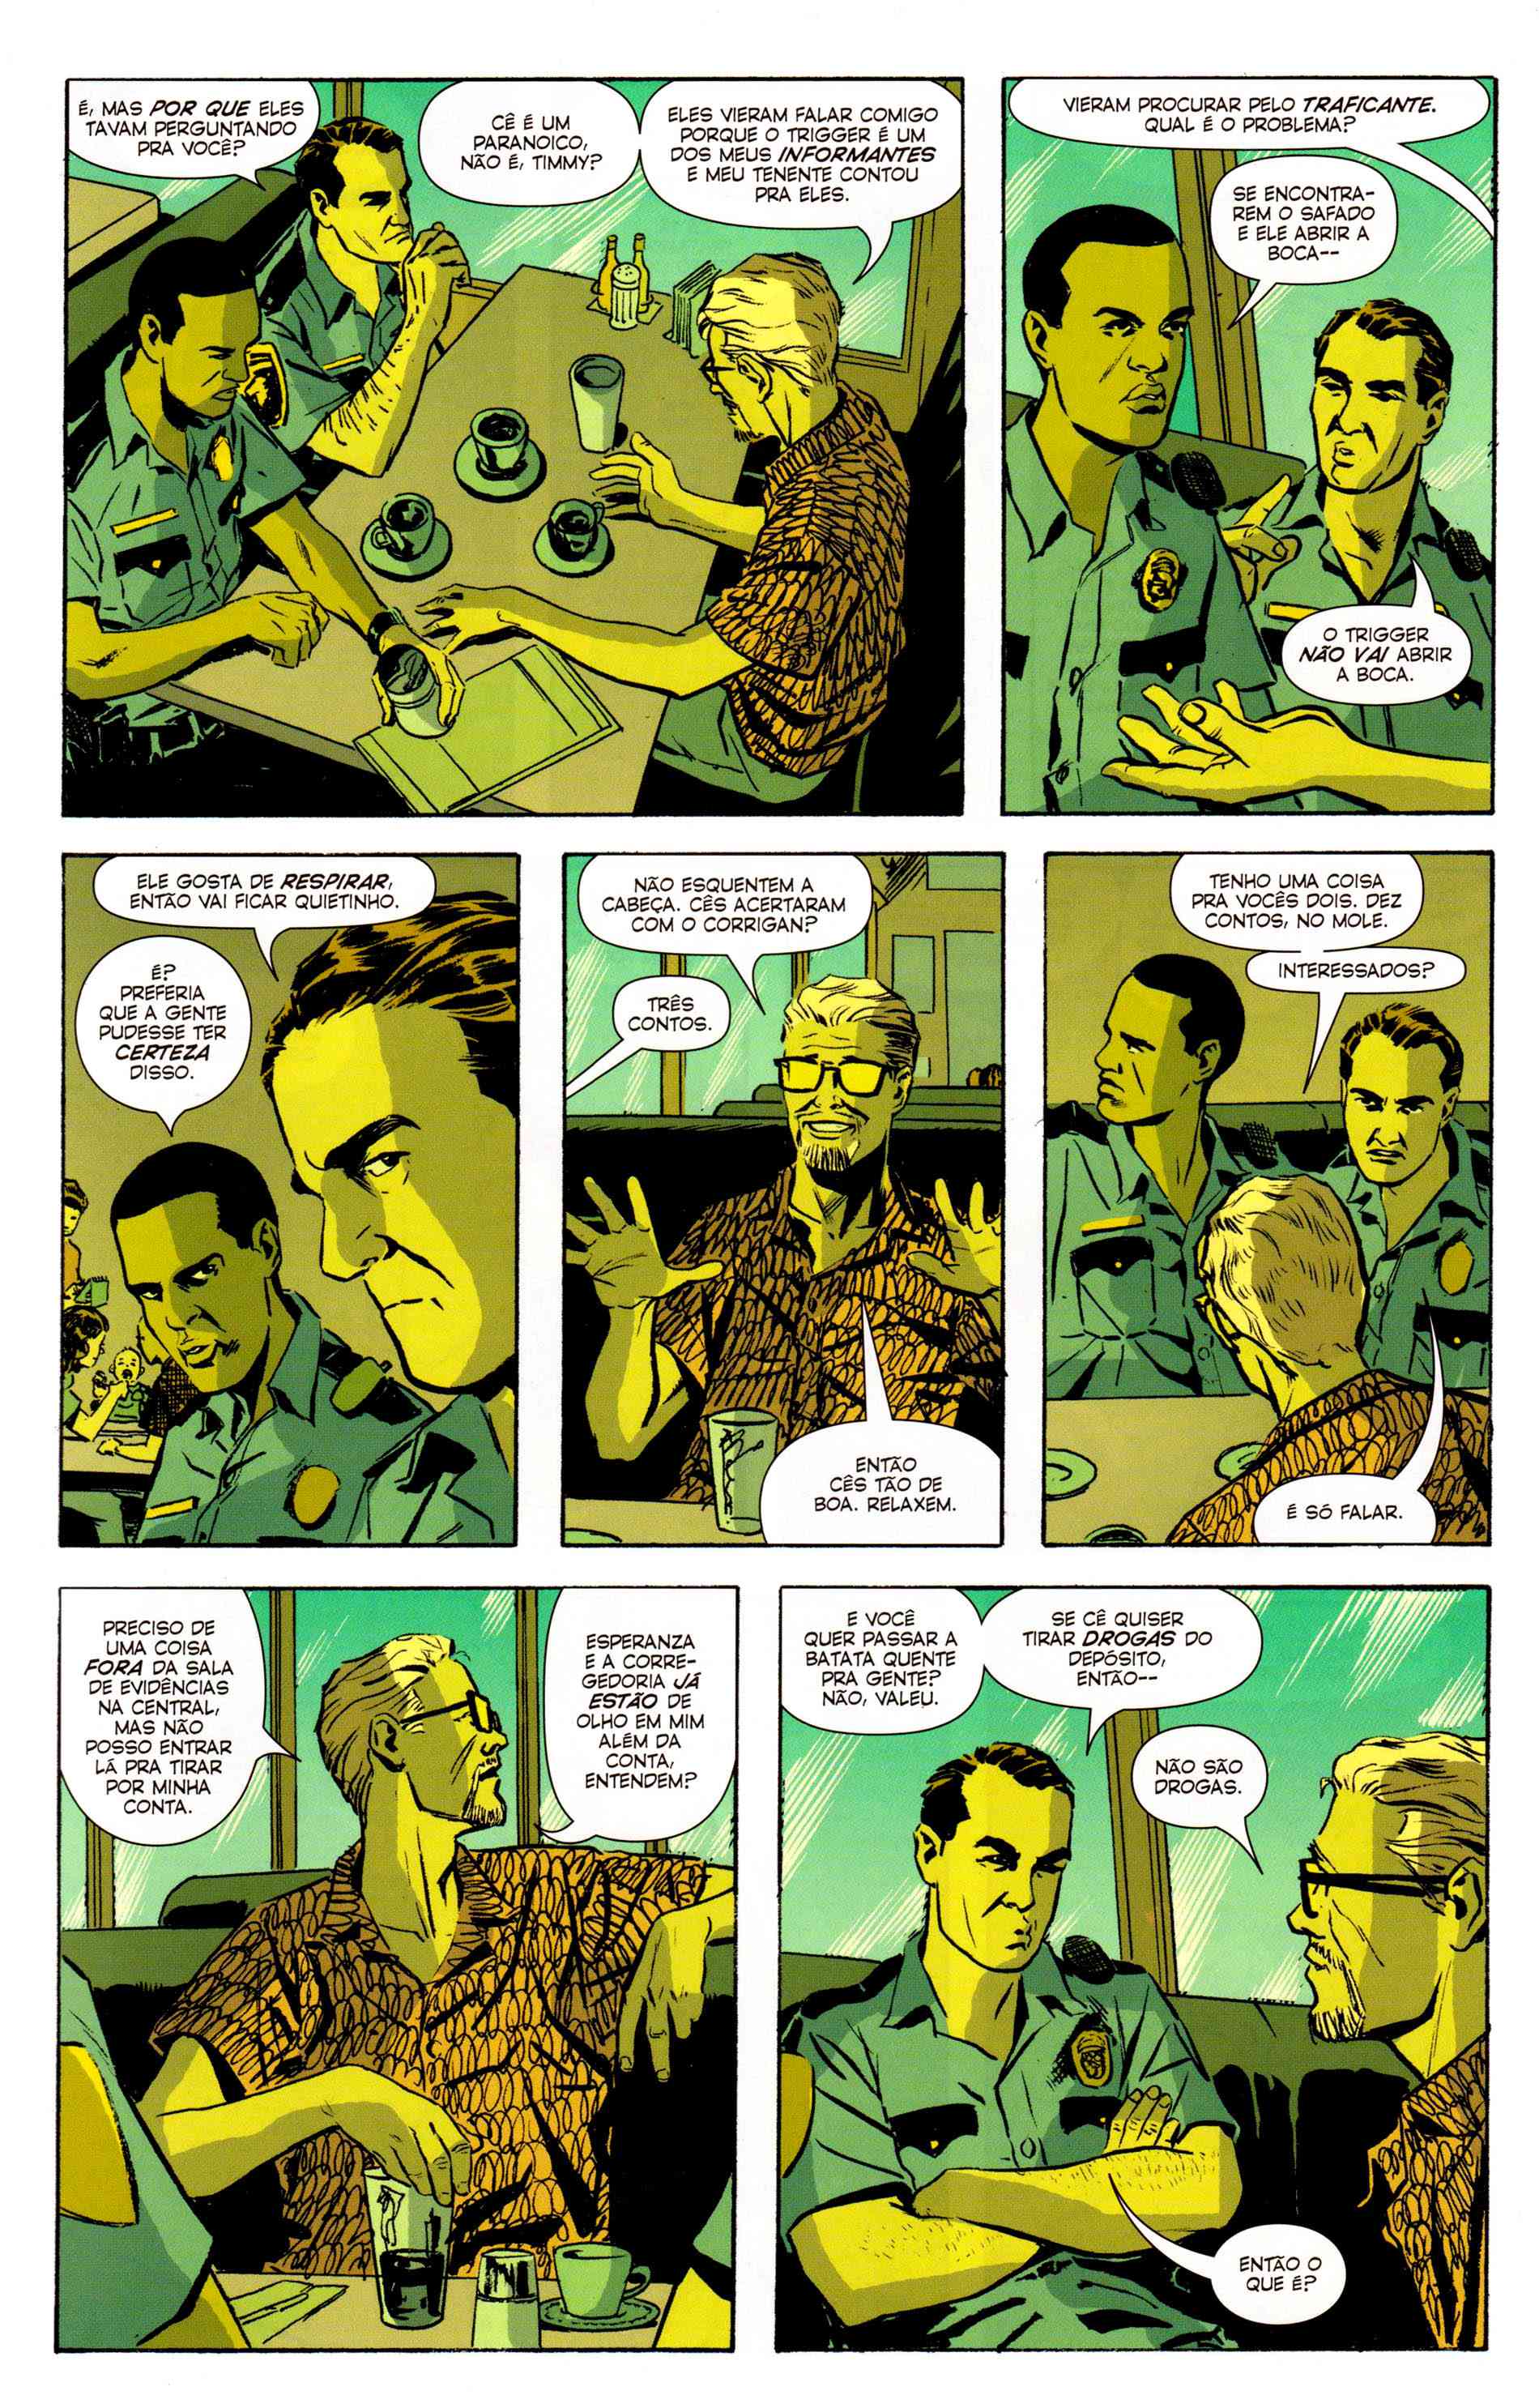 É, MAS POR QUE ELES
TAVAM PERGUNTANDO
PRA VOCÊ?
CÊ É UM
PARANOICO,
NÃO É, TIMMY?
ELES VIERAM FALAR COMIGO
PORQUE O TRIGGER É UM
DOS MEUS INFORMANTES
E MEU TENENTE CONTOU
PRA ELES.
VIERAM PROCURAR PELO TRAFICANTE.
QUAL É O PROBLEMA?
SE ENCONTRA-
REM O SAFADO
E ELE ABRIR A
BOCA--
O TRIGGER
NÃO VAI ABRIR
A BOCA.
ELE GOSTA DE RESPIRAR,
ENTÃO VAI FICAR QUIETINHO.
É?
PREFERIA
QUE A GENTE
PUDESSE TER
CERTEZA
DISSO.
NÃO ESQUENTEM A
CABEÇA. CÊS ACERTARAM
COM O CORRIGAN?
TRÊS
CONTOS.
ENTÃO
CÊS TÃO DE
BOA. RELAXEM.
TENHO UMA COISA
PRA VOCÊS DOIS. DEZ
CONTOS, NO MOLE.
INTERESSADOS?
É SÓ FALAR.
PRECISO DE
UMA COISA
FORA DA SALA
DE EVIDÊNCIAS
NA CENTRAL,
MAS NÃO
POSSO ENTRAR
LÁ PRA TIRAR
POR MINHA
CONTA.
ESPERANZA
E A CORRE-
GEDORIA JÁ
ESTÃO DE
OLHO EM MIM
ALÉM DA
CONTA,
ENTENDEM?
E VOCÊ
QUER PASSAR A
BATATA QUENTE
PRA GENTE?
NÃO, VALEU.
SE CÊ QUISER
TIRAR DROGAS DO
DEPÓSITO,
ENTÃO--
NÃO SÃO
DROGAS.
ENTÃO O
QUE É?